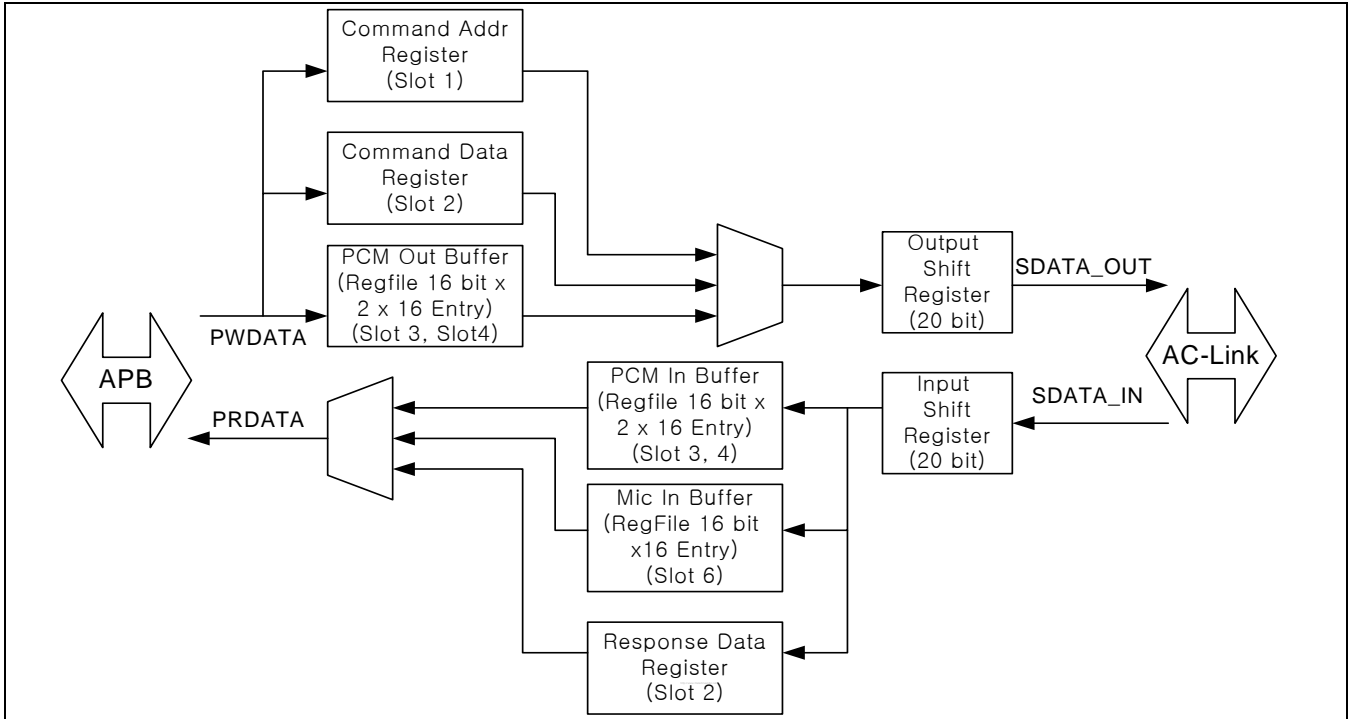 Command Addr
Register
(Slot 1)
Command Data
Register
(Slot 2)
PCM Out Buffer
(Regfile 16 bit x
2 x 16 Entry)
(Slot 3, Slot4)
PWDATA
Output
Shift
Register
(20 bit)
SDATA_OUT
APB
AC-Link
PRDATA
PCM In Buffer
(Regfile 16 bit x
2 x 16 Entry)
(Slot 3, 4)
Input
Shift
Register
(20 bit)
SDATA_IN
Mic In Buffer
(RegFile 16 bit
x16 Entry)
(Slot 6)
Response Data
Register
(Slot 2)